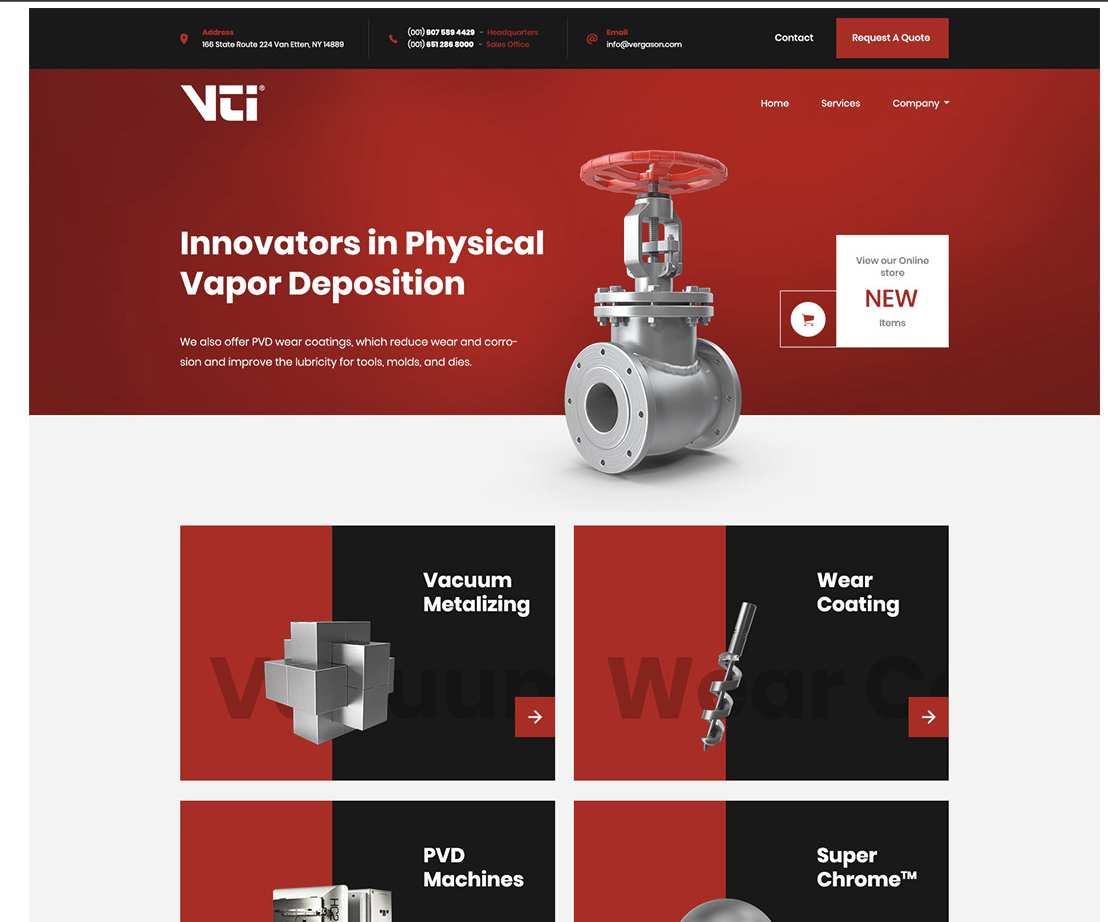 Address
166 State Route 224 Van Etten, NY 14889
(001) 607 589 4429 - Headquarters
(001) 651 286 8000 - Sales Office
Email
info@vergason.com
Contact
Request A Quote
VTI®
Home
Services
Company
Innovators in Physical
Vapor Deposition
We also offer PVD wear coatings, which reduce wear and corro-
sion and improve the lubricity for tools, molds, and dies.
View our Online
store
NEW
Items
Vacuum
Metalizing
Wear
Coating
Wear Co
PVD
Machines
Super
Chrome™